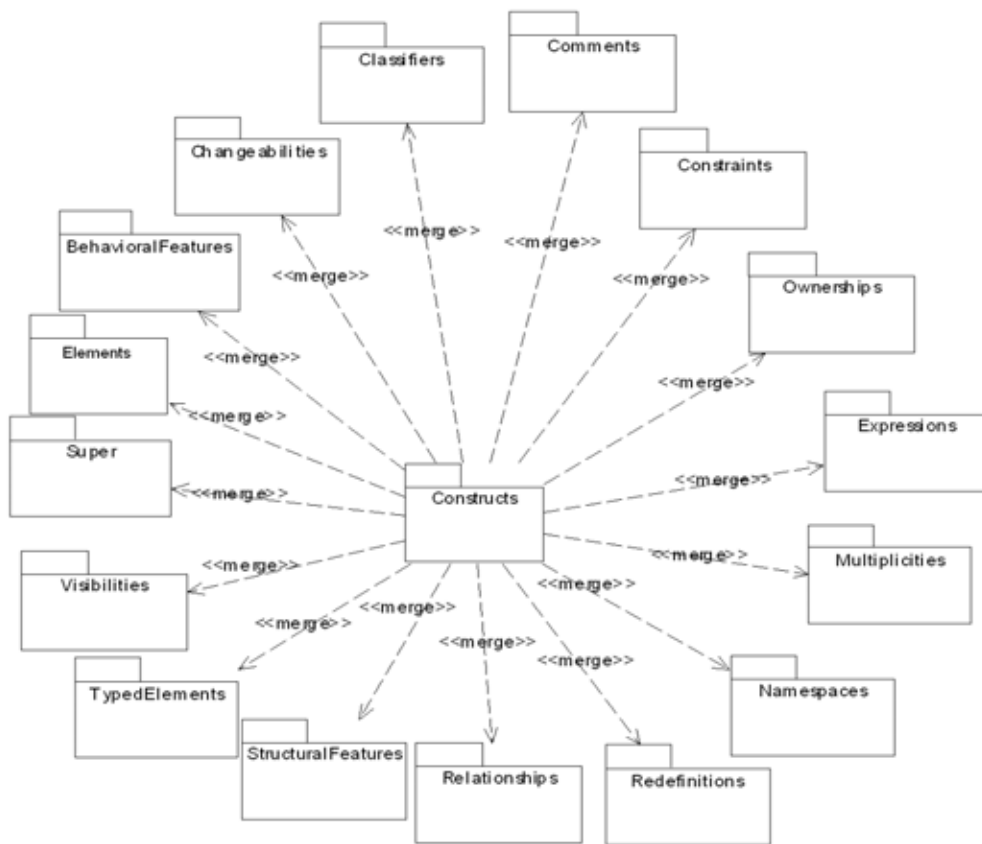 Comments
Classifiers
Changeabilities
Constraints
<<merge>>
<<merge>>
BehavioralFeatures
<<merge>>
<<merge>>
Ownerships
Elements
<<merge>>
<<merge>>
<<merge>>
Expressions
Super
<<merge>>
<<merge>>
Constructs
<<merge>>
Multiplicities
<<merge>>
Visibilities
<<merge>>
<<merge>>
<<merge>>
<<merge>>
<<merge>>
TypedElements
Namespaces
StructuralFeatures
Relationships
Redefinitions